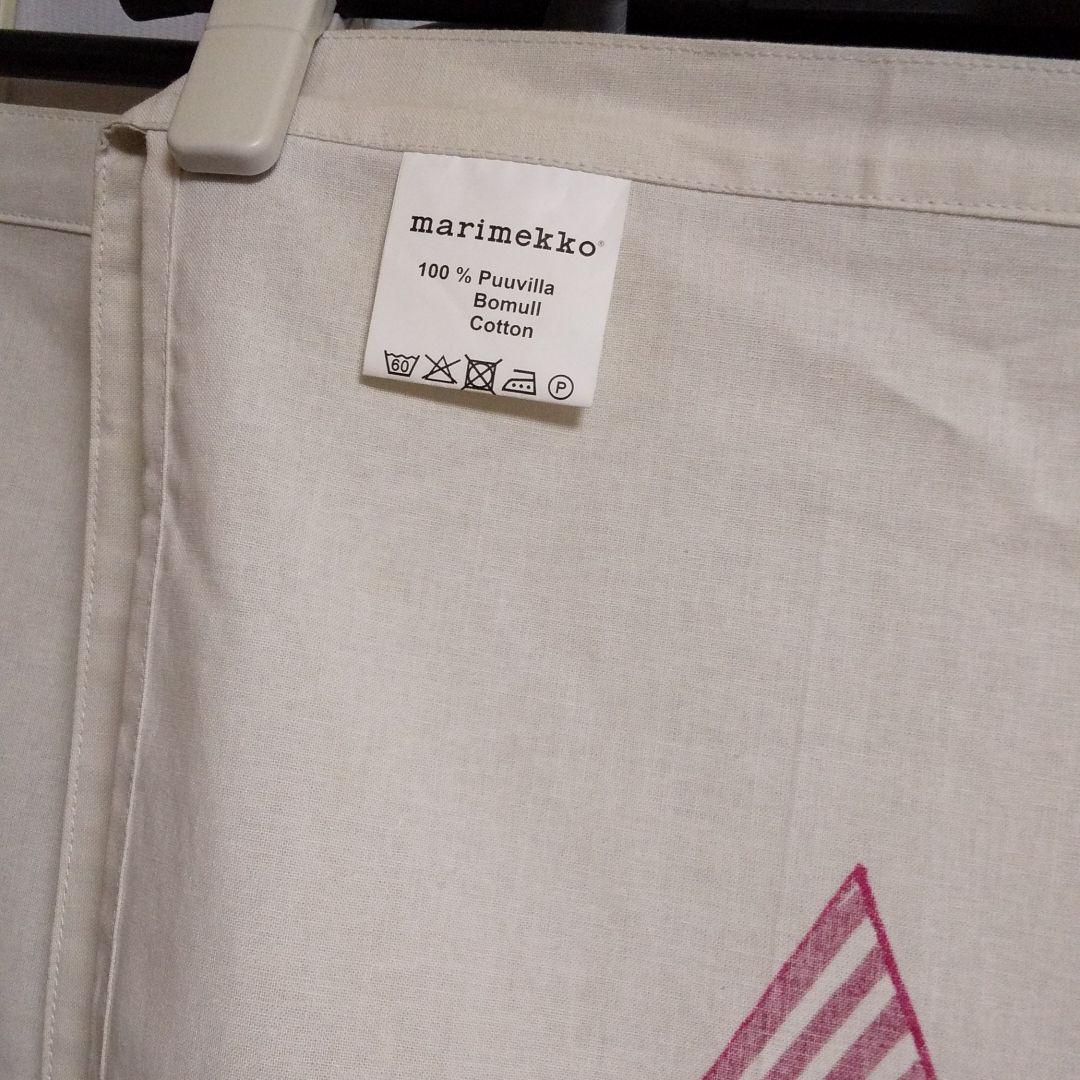 marimekko®
100 % Puuvilla
Bomull
Cotton
60 P